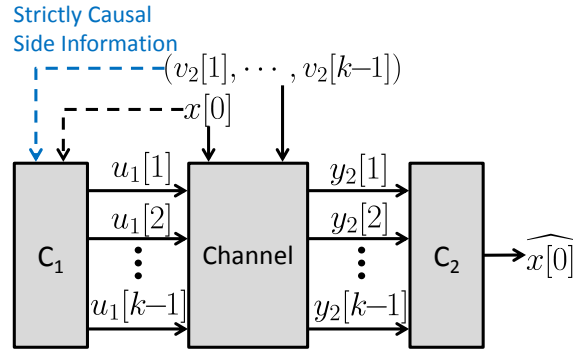 Strictly Causal
Side Information
(v₂[1], ⋯ , v₂[k−1])
x[0]
u₁[1]
y₂[1]
u₁[2]
y₂[2]
C₁
Channel
C₂
x̂[0]
u₁[k−1]
y₂[k−1]